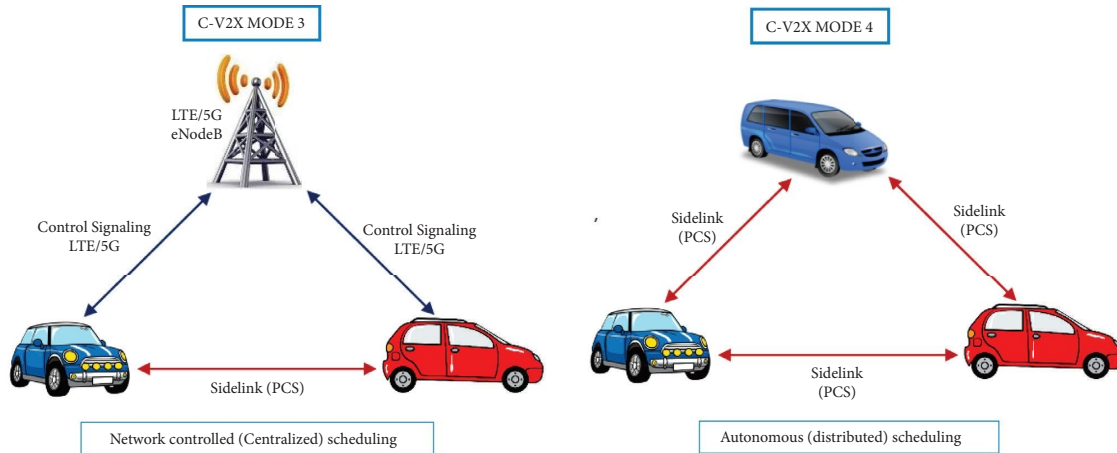 C-V2X MODE 3
LTE/5G
eNodeB
Control Signaling
LTE/5G
Control Signaling
LTE/5G
Sidelink (PCS)
Network controlled (Centralized) scheduling
C-V2X MODE 4
,
Sidelink
(PCS)
Sidelink
(PCS)
Sidelink
(PCS)
Autonomous (distributed) scheduling